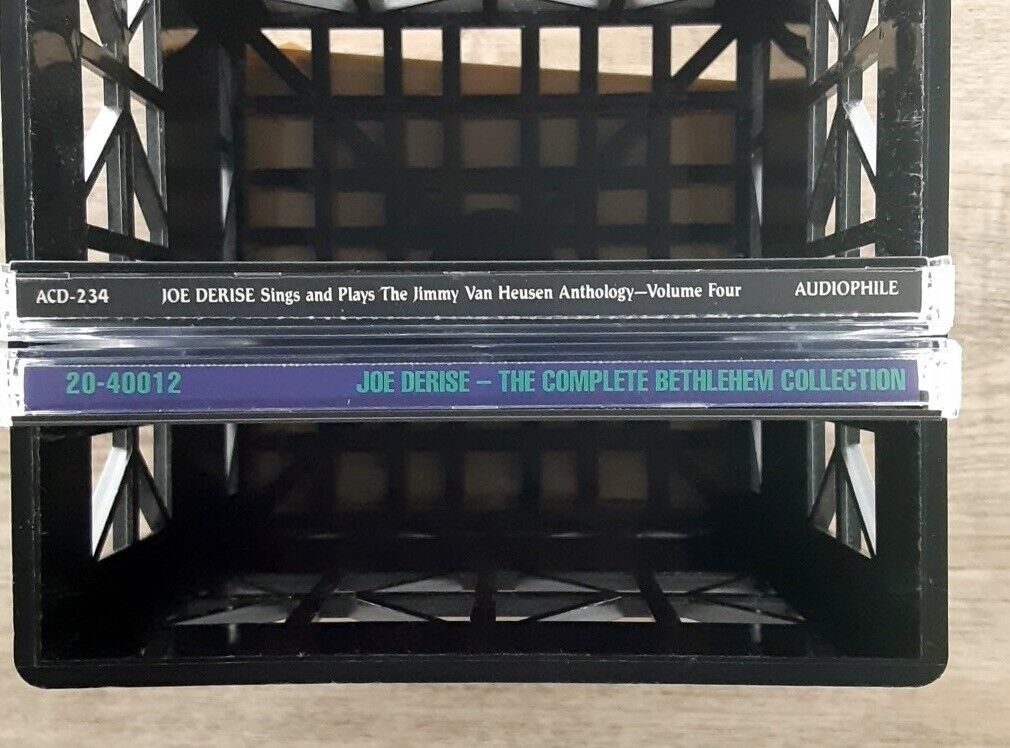 ACD-234 JOE DERISE Sings and Plays The Jimmy Van Heusen Anthology—Volume Four AUDIOPHILE
20-40012 JOE DERISE – THE COMPLETE BETHLEHEM COLLECTION